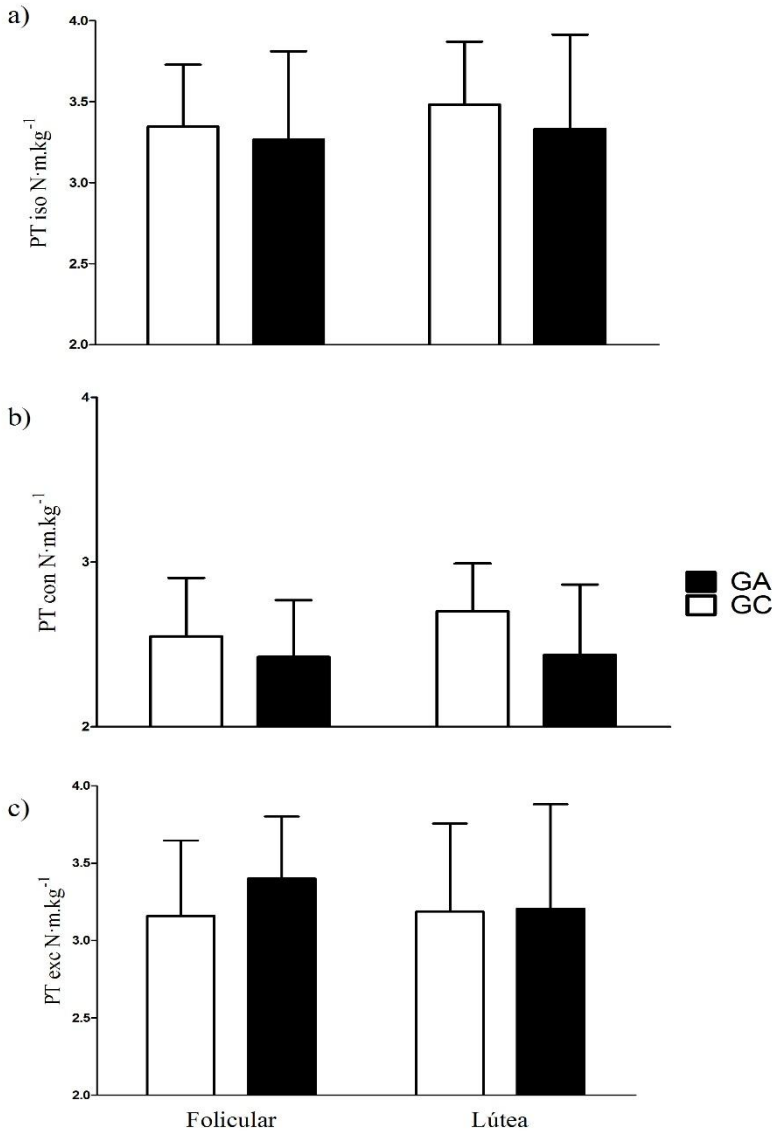 a)
4.0
3.5
3.0
2.5
2.0
PT iso N·m.kg⁻¹
b)
4
3
2
PT con N·m.kg⁻¹
GA
GC
c)
4.0
3.5
3.0
2.5
2.0
PT exc N·m.kg⁻¹
Folicular Lútea